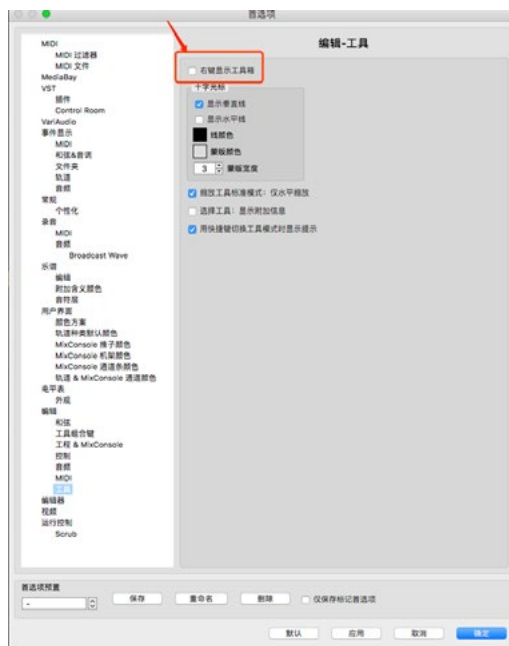 首选项
MIDI
MIDI 过滤器
MIDI 文件
MediaBay
VST
插件
Control Room
VariAudio
事件显示
MIDI
和弦&音调
文件夹
轨道
音频
常规
个性化
录音
MIDI
音频
Broadcast Wave
乐谱
编辑
附加含义颜色
音符层
用户界面
颜色方案
轨道种类默认颜色
MixConsole 推子颜色
MixConsole 机架颜色
MixConsole 通道条颜色
轨道 & MixConsole 通道颜色
电平表
外观
编辑
和弦
工具组合键
工程 & MixConsole
控制
音频
MIDI
工具
编辑器
视频
运行控制
Scrub
编辑-工具
右键显示工具箱
十字光标
显示垂直线
显示水平线
线颜色
蒙版颜色
3 蒙版宽度
缩放工具标准模式：仅水平缩放
选择工具：显示附加信息
用快捷键切换工具模式时显示提示
首选项预置
-
保存 重命名 删除 仅保存标记首选项
默认 应用 取消 确定